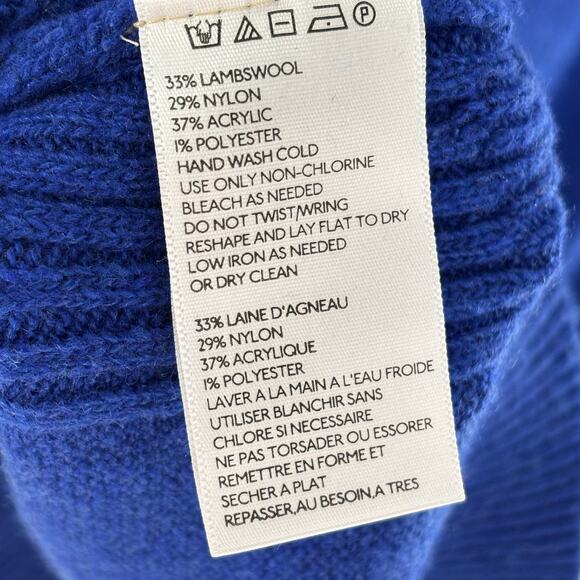 P
33% LAMBSWOOL
29% NYLON
37% ACRYLIC
1% POLYESTER
HAND WASH COLD
USE ONLY NON-CHLORINE
BLEACH AS NEEDED
DO NOT TWIST/WRING
RESHAPE AND LAY FLAT TO DRY
LOW IRON AS NEEDED
OR DRY CLEAN
33% LAINE D'AGNEAU
29% NYLON
37% ACRYLIQUE
1% POLYESTER
LAVER A LA MAIN A L'EAU FROIDE
UTILISER BLANCHIR SANS
CHLORE SI NECESSAIRE
NE PAS TORSADER OU ESSORER
REMETTRE EN FORME ET
SECHER A PLAT
REPASSER,AU BESOIN,A TRES